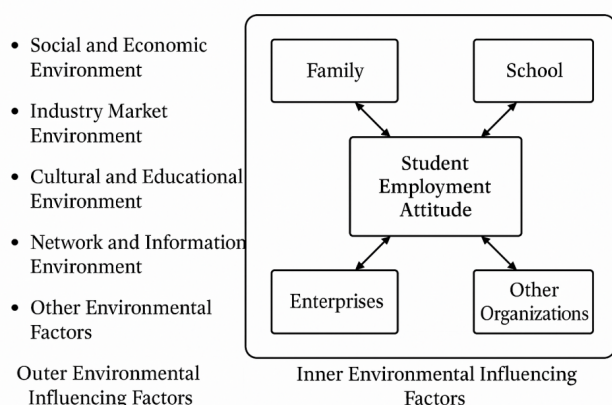 • Social and Economic
Environment
• Industry Market
Environment
• Cultural and Educational
Environment
• Network and Information
Environment
• Other Environmental
Factors
Outer Environmental
Influencing Factors
Family
School
Student
Employment
Attitude
Enterprises
Other
Organizations
Inner Environmental Influencing
Factors